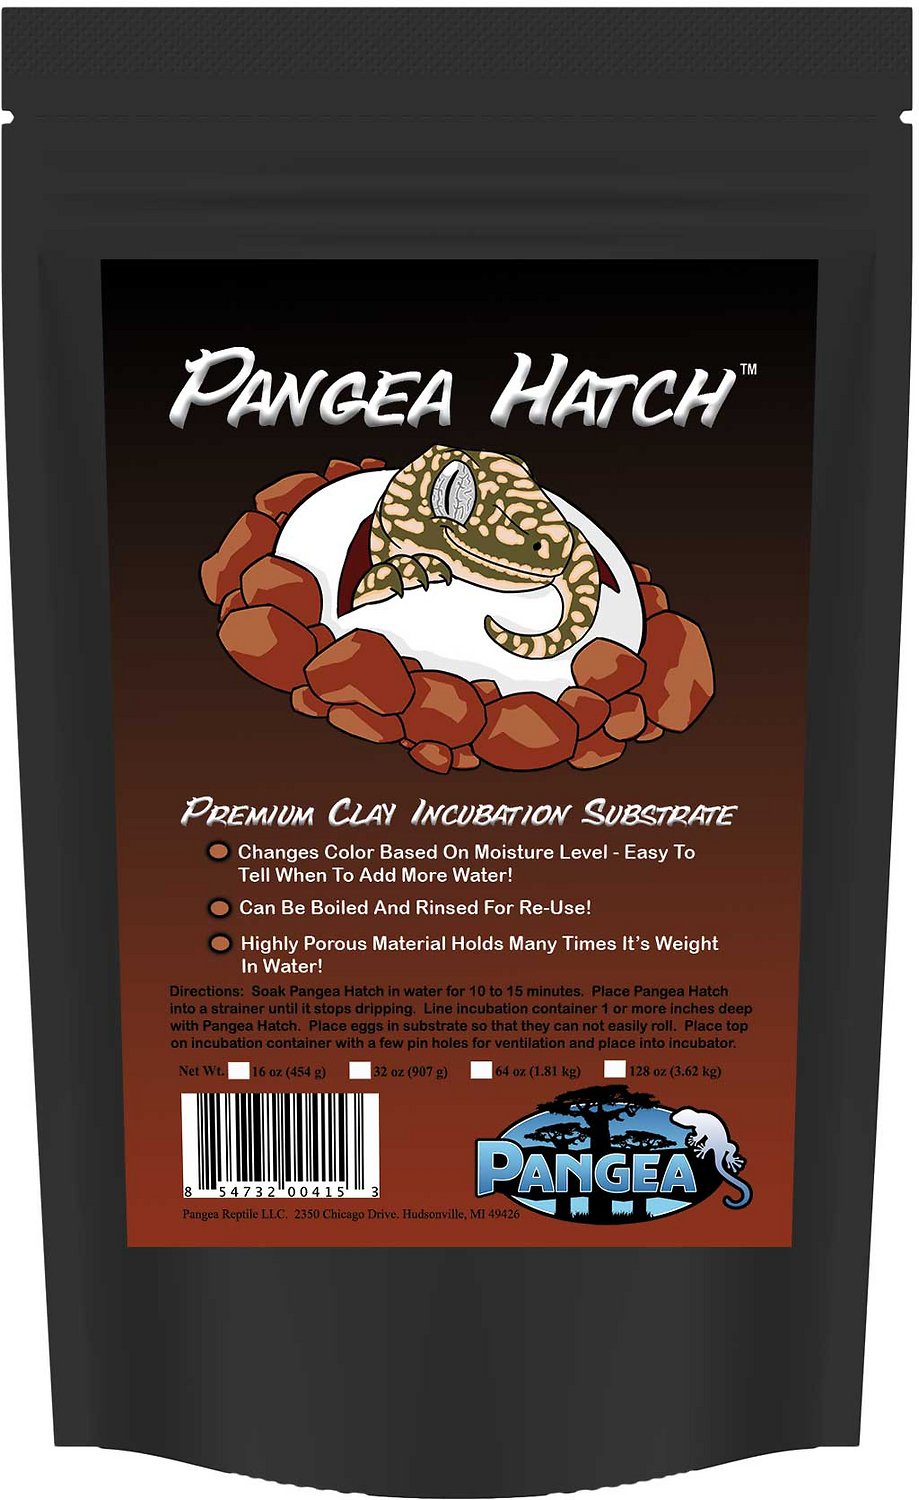 PANGEA HATCH™
PREMIUM CLAY INCUBATION SUBSTRATE
Changes Color Based On Moisture Level - Easy To
Tell When To Add More Water!
Can Be Boiled And Rinsed For Re-Use!
Highly Porous Material Holds Many Times It's Weight
In Water!
Directions: Soak Pangea Hatch in water for 10 to 15 minutes. Place Pangea Hatch
into a strainer until it stops dripping. Line incubation container 1 or more inches deep
with Pangea Hatch. Place eggs in substrate so that they can not easily roll. Place top
on incubation container with a few pin holes for ventilation and place into incubator.
Net Wt. 16 oz (454 g) 32 oz (907 g) 64 oz (1.81 kg) 128 oz (3.62 kg)
8 54732 00415 3
PANGEA
Pangea Reptile LLC. 2350 Chicago Drive. Hudsonville, MI 49426